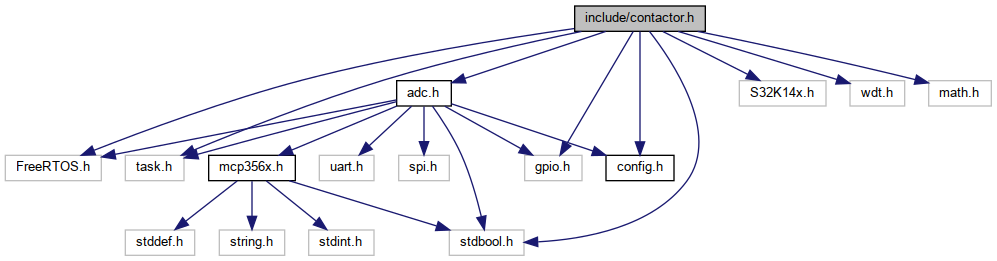 include/contactor.h
adc.h
S32K14x.h
wdt.h
math.h
FreeRTOS.h
task.h
mcp356x.h
uart.h
spi.h
gpio.h
config.h
stddef.h
string.h
stdint.h
stdbool.h